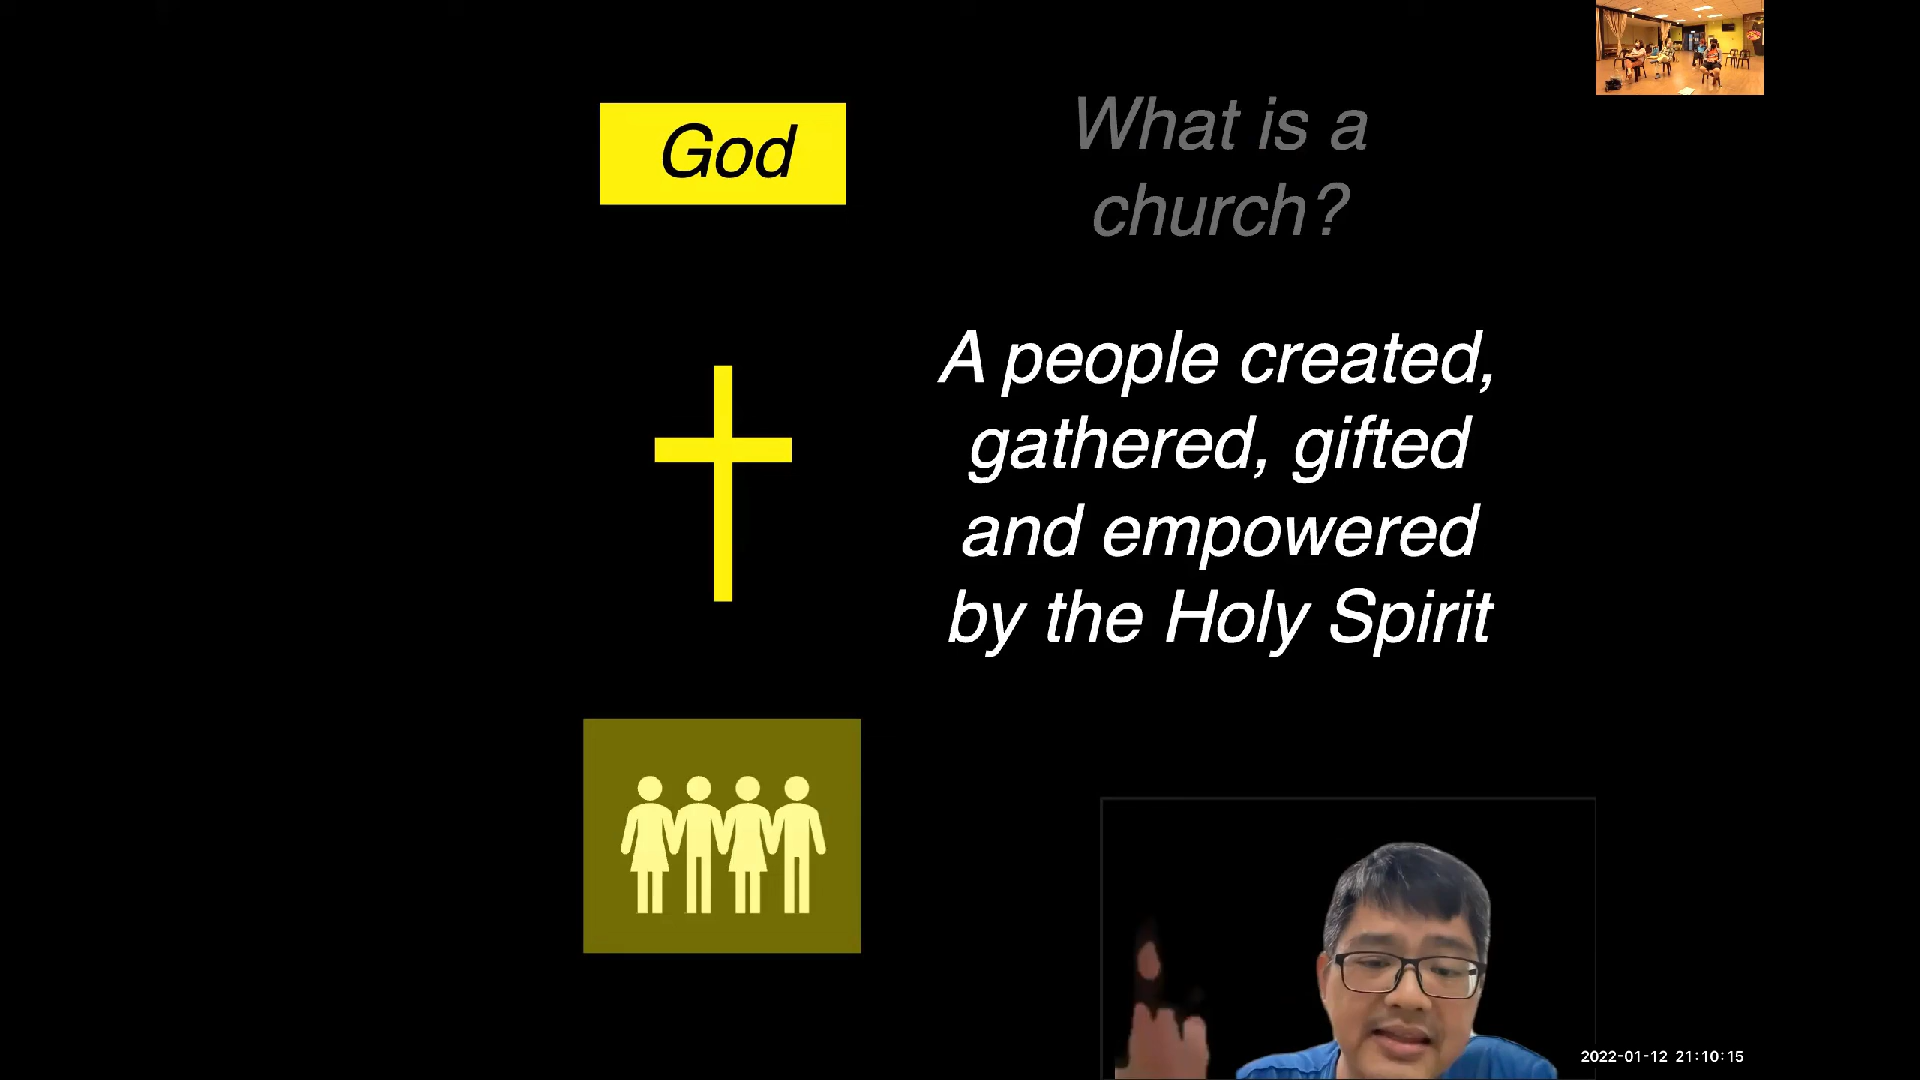 God
What is a
church?
A people created,
gathered, gifted
and empowered
by the Holy Spirit
2022-01-12 21:10:15